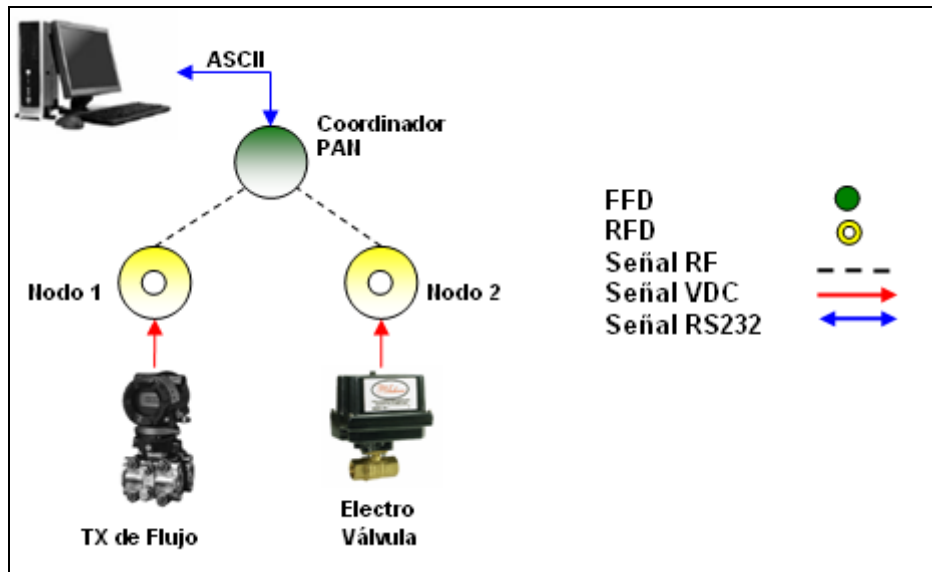 ASCII
Coordinador
PAN
Nodo 1
Nodo 2
TX de Flujo
Electro
Válvula
FFD
RFD
Señal RF
Señal VDC
Señal RS232